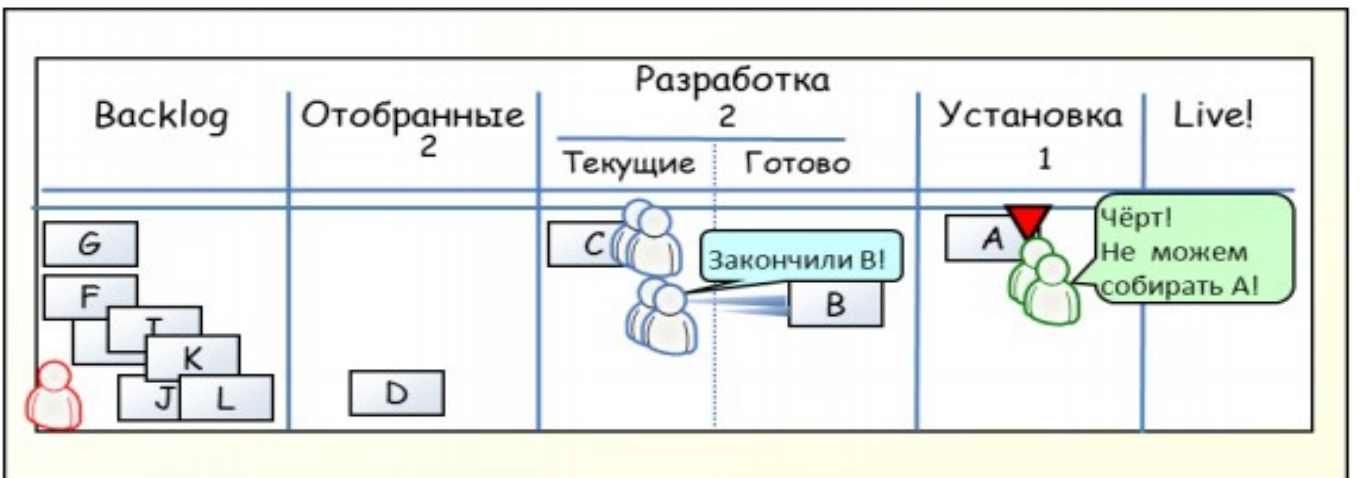 Backlog
Отобранные
2
Разработка
2
Текущие
Готово
Установка
1
Live!
G
F
I
K
J
L
D
C
Закончили В!
B
A
Чёрт!
Не можем
собирать А!